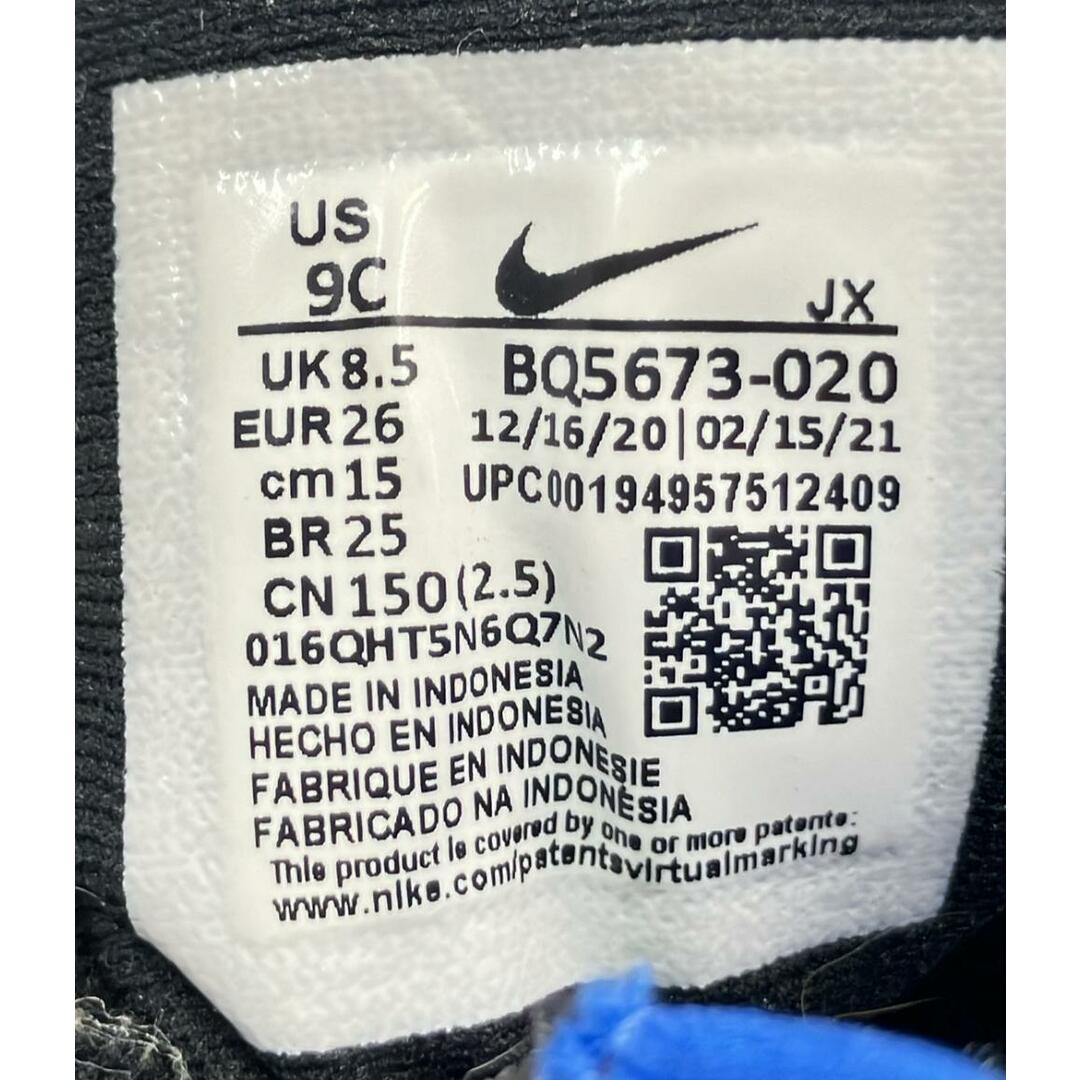 US
9C
JX
UK 8.5
BQ5673-020
EUR 26
12/16/20 | 02/15/21
cm 15
UPC00194957512409
BR 25
CN 150 (2.5)
016QHT5N6Q7N2
MADE IN INDONESIA
HECHO EN INDONESIA
FABRIQUE EN INDONESIE
FABRICADO NA INDONÉSIA
This product is covered by one or more patents:
www.nike.com/patentsvirtualmarking